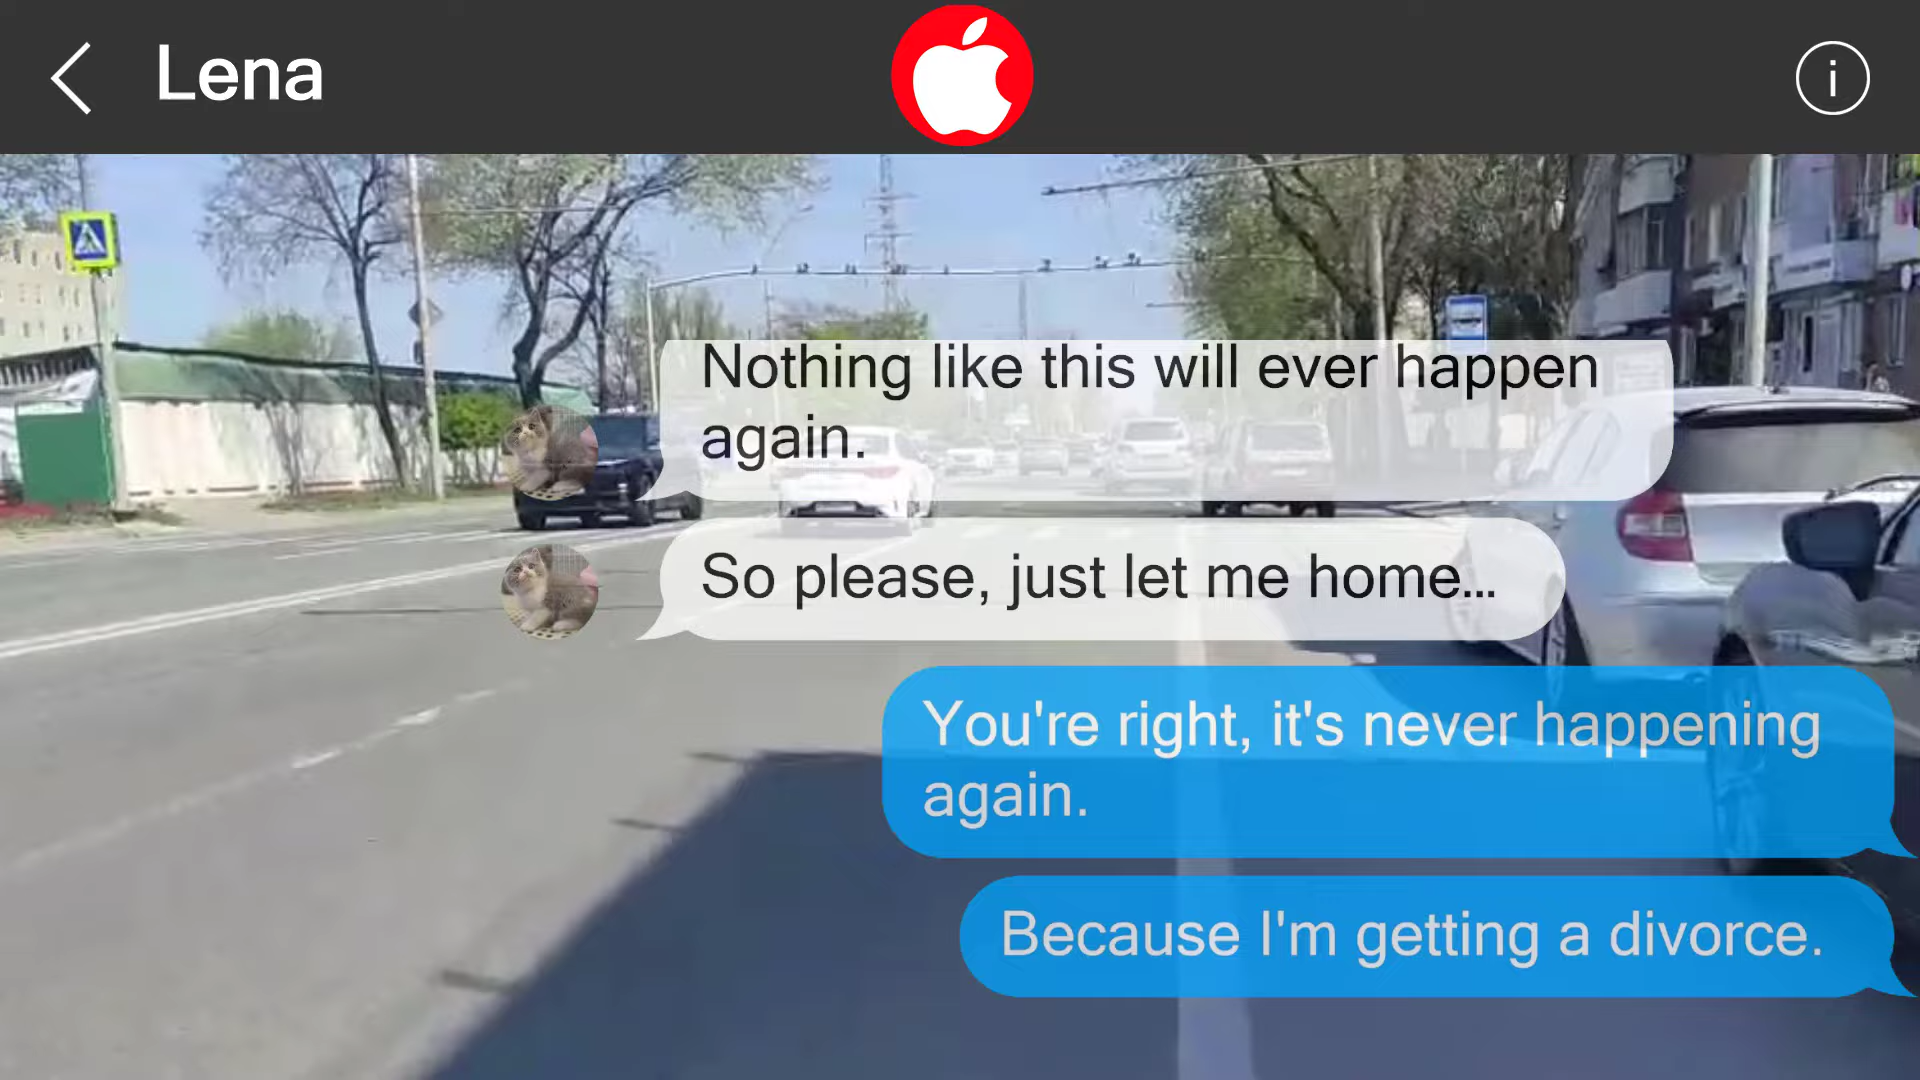 Lena
Nothing like this will ever happen
again.
So please, just let me home...
You're right, it's never happening
again.
Because I'm getting a divorce.